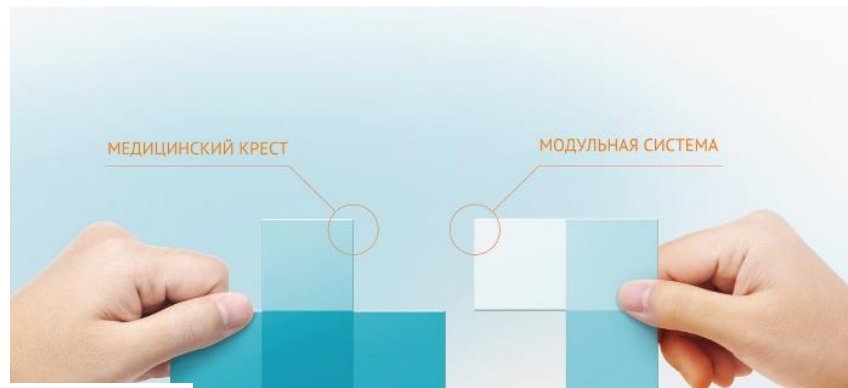 МЕДИЦИНСКИЙ КРЕСТ
МОДУЛЬНАЯ СИСТЕМА